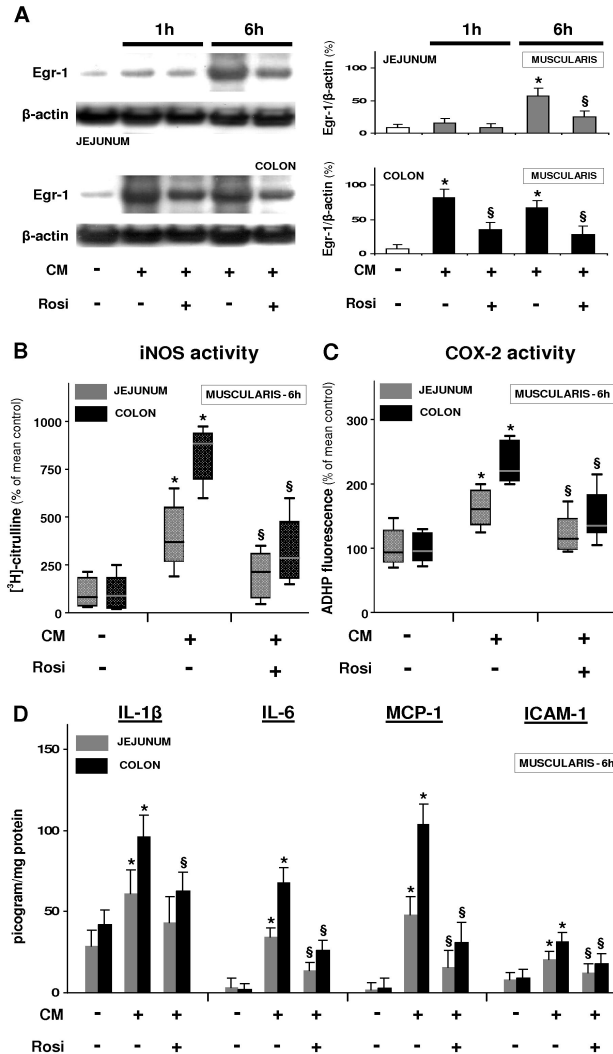 A
1h 6h
Egr-1
β-actin
JEJUNUM
COLON
Egr-1
β-actin
CM - + + + +
Rosi - - + - +
1h 6h
Egr-1/β-actin (%)
100
50
0
JEJUNUM
MUSCULARIS
* §
Egr-1/β-actin (%)
100
50
0
COLON
MUSCULARIS
* § * §
CM - + + + +
Rosi - - + - +
B
iNOS activity
[³H]-citrulline (% of mean control)
JEJUNUM
COLON
MUSCULARIS - 6h
1000
750
500
250
0
* * § §
CM - + +
Rosi - - +
C
COX-2 activity
ADHP fluorescence (% of mean control)
JEJUNUM
COLON
MUSCULARIS - 6h
300
200
100
0
* * § §
CM - + +
Rosi - - +
D
IL-1β IL-6 MCP-1 ICAM-1
JEJUNUM
COLON
MUSCULARIS - 6h
picogram/mg protein
150
100
50
0
* * § * * § § * * § § * * § §
CM - + + - + + - + + - + +
Rosi - - + - - + - - + - - +